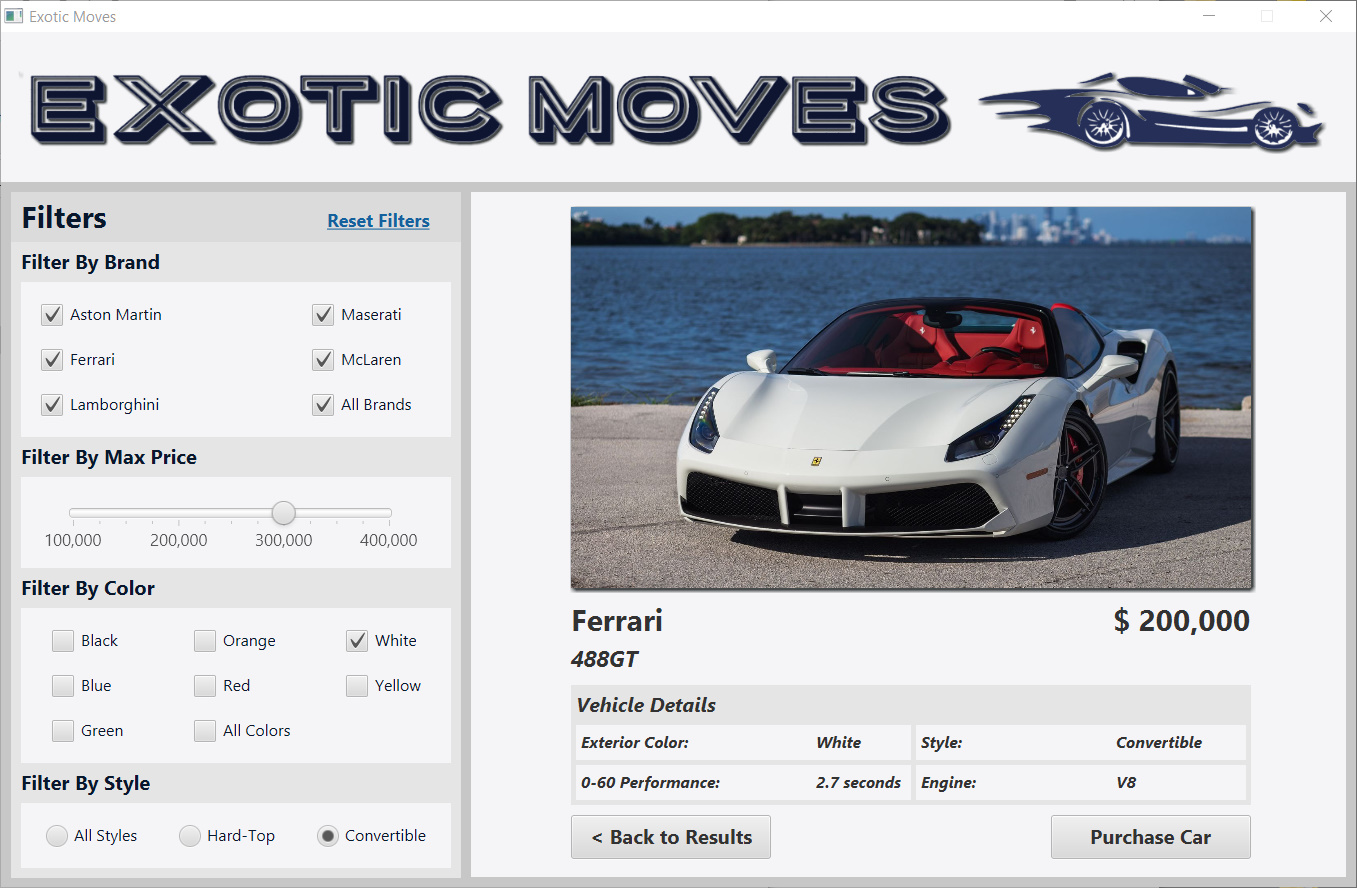 Exotic Moves
EXOTIC MOVES
Filters
Reset Filters
Filter By Brand
Aston Martin
Maserati
Ferrari
McLaren
Lamborghini
All Brands
Filter By Max Price
100,000 200,000 300,000 400,000
Filter By Color
Black
Orange
White
Blue
Red
Yellow
Green
All Colors
Filter By Style
All Styles
Hard-Top
Convertible
Ferrari
$ 200,000
488GT
Vehicle Details
Exterior Color: White
Style: Convertible
0-60 Performance: 2.7 seconds
Engine: V8
< Back to Results
Purchase Car